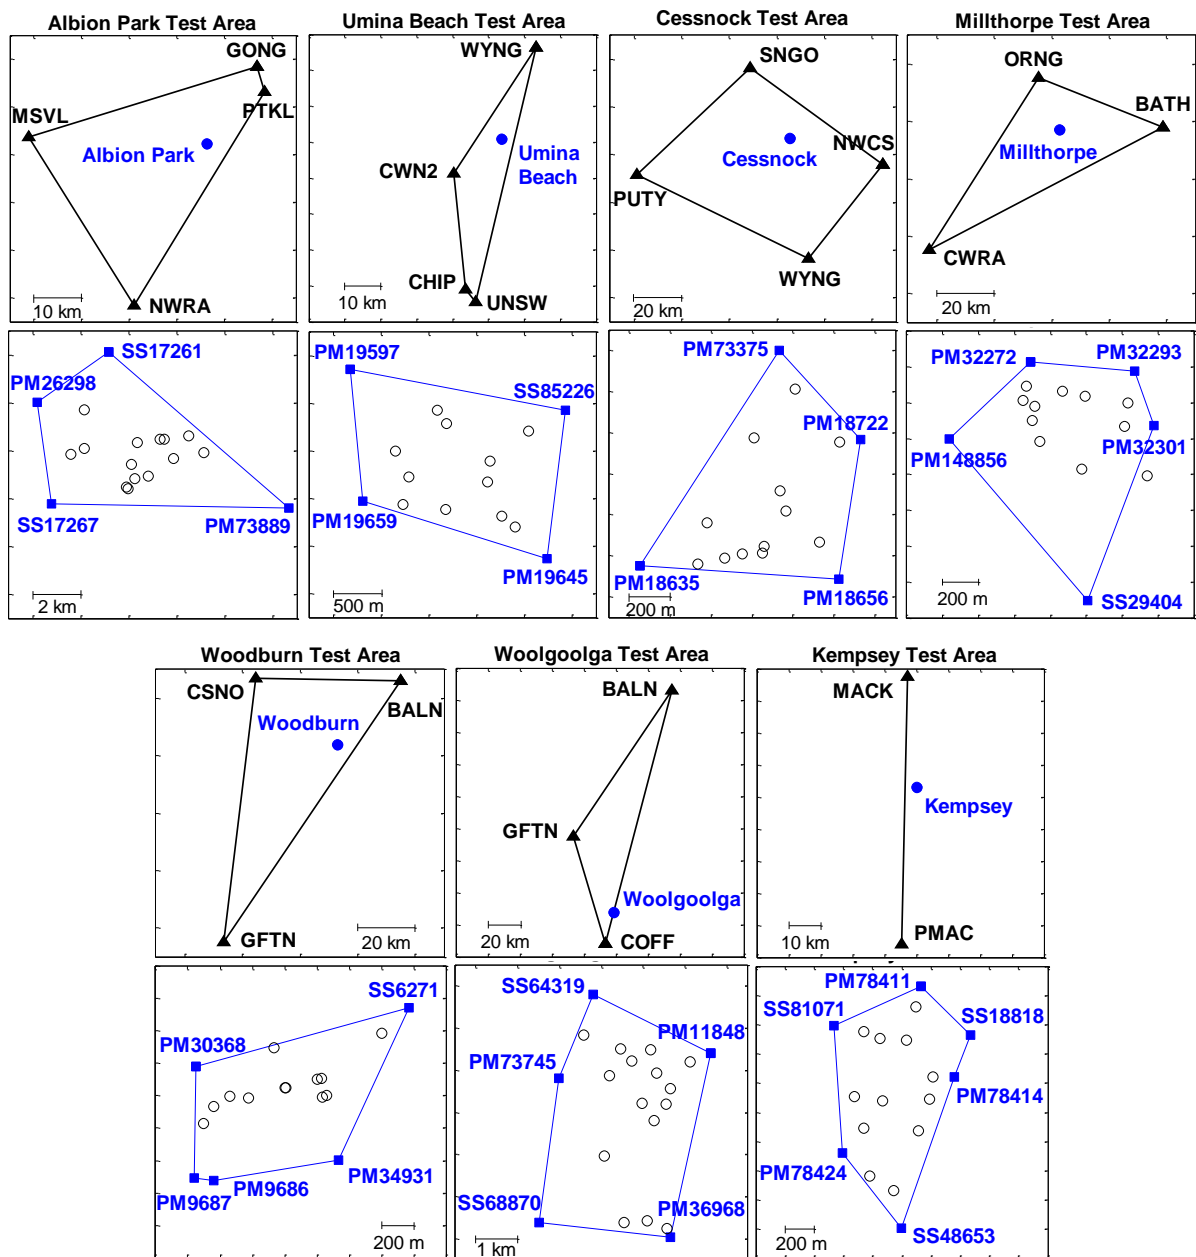 Albion Park Test Area
GONG
PTKL
MSVL
Albion Park
NWRA
10 km
Umina Beach Test Area
WYNG
Umina
Beach
CWN2
CHIP
UNSW
10 km
Cessnock Test Area
SNGO
NWCS
Cessnock
PUTY
WYNG
20 km
Millthorpe Test Area
ORNG
BATH
Millthorpe
CWRA
20 km
SS17261
PM26298
SS17267
PM73889
2 km
PM19597
SS85226
PM19659
PM19645
500 m
PM73375
PM18722
PM18635
PM18656
200 m
PM32272
PM32293
PM32301
PM148856
SS29404
200 m
Woodburn Test Area
CSNO
BALN
Woodburn
GFTN
20 km
Woolgoolga Test Area
BALN
GFTN
Woolgoolga
COFF
20 km
Kempsey Test Area
MACK
Kempsey
PMAC
10 km
SS6271
PM30368
PM34931
PM9686
PM9687
200 m
SS64319
PM11848
PM73745
SS68870
PM36968
1 km
PM78411
SS81071
SS18818
PM78414
PM78424
SS48653
200 m